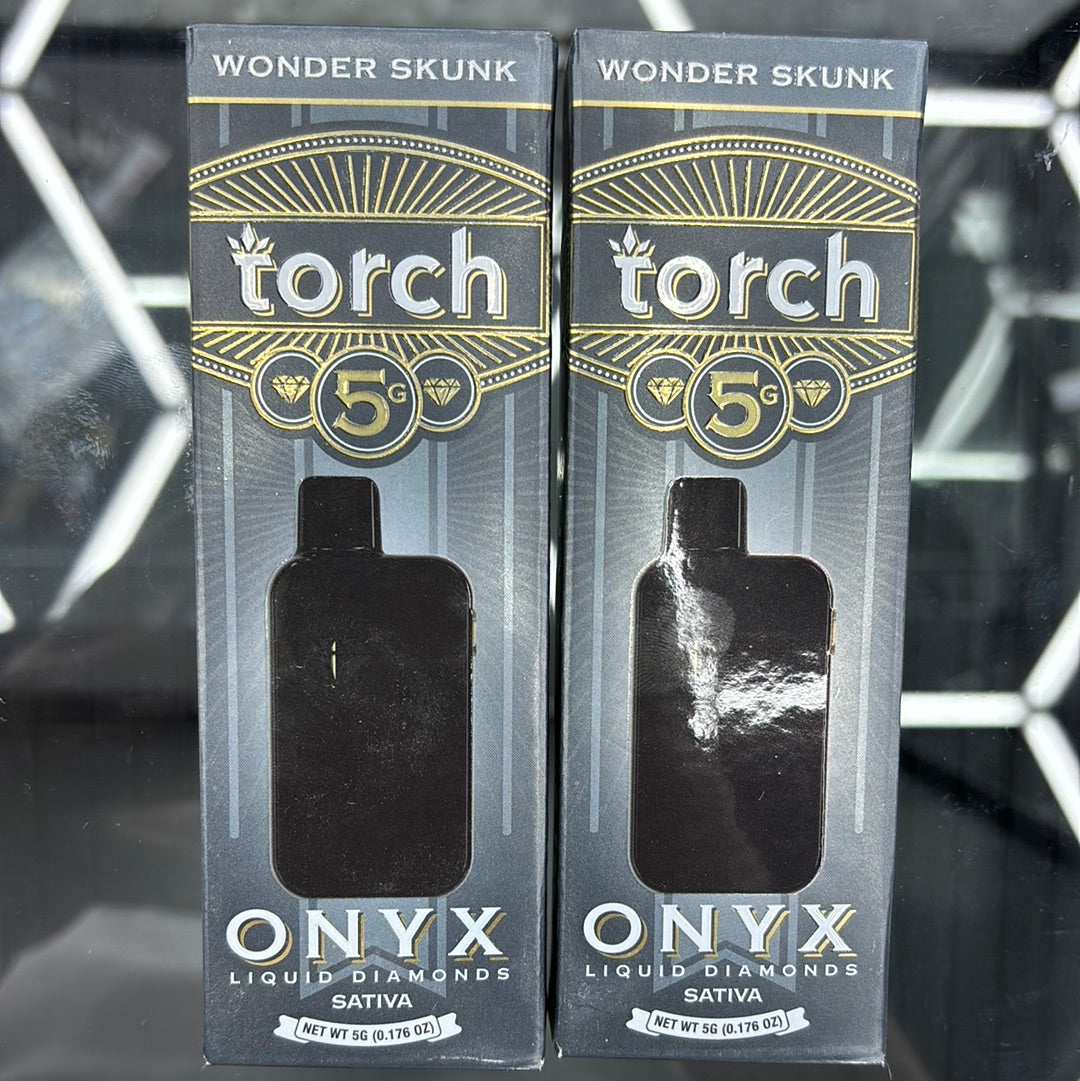 WONDER SKUNK
torch
5G
ONYX
LIQUID DIAMONDS
SATIVA
NET WT 5G (0.176 OZ)
WONDER SKUNK
torch
5G
ONYX
LIQUID DIAMONDS
SATIVA
NET WT 5G (0.176 OZ)